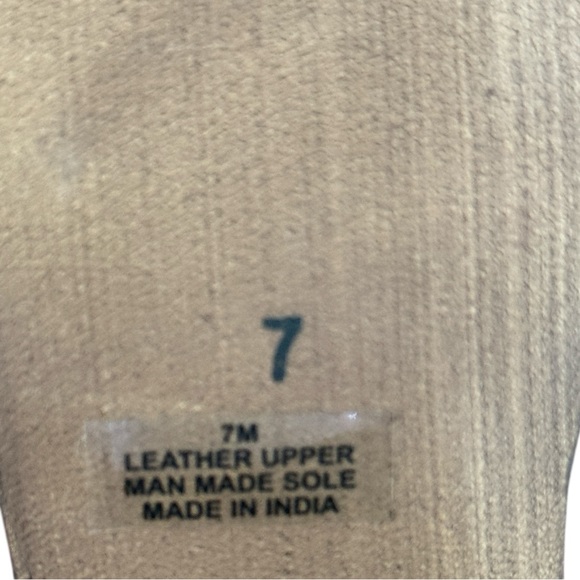 7
7M
LEATHER UPPER
MAN MADE SOLE
MADE IN INDIA